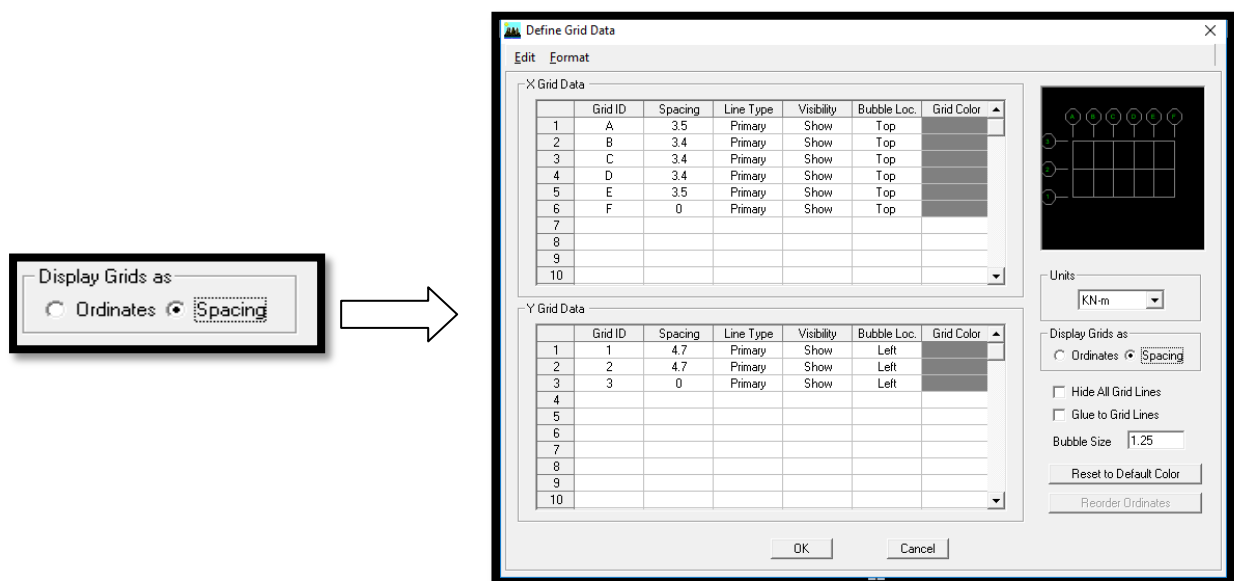 Display Grids as
Ordinates Spacing
Define Grid Data
Edit Format
X Grid Data
Grid ID Spacing Line Type Visibility Bubble Loc. Grid Color
1 A 3.5 Primary Show Top
2 B 3.4 Primary Show Top
3 C 3.4 Primary Show Top
4 D 3.4 Primary Show Top
5 E 3.5 Primary Show Top
6 F 0 Primary Show Top
7
8
9
10
A B C D E F
3
2
1
Y Grid Data
Grid ID Spacing Line Type Visibility Bubble Loc. Grid Color
1 1 4.7 Primary Show Left
2 2 4.7 Primary Show Left
3 3 0 Primary Show Left
4
5
6
7
8
9
10
Units
KN-m
Display Grids as
Ordinates Spacing
Hide All Grid Lines
Glue to Grid Lines
Bubble Size 1.25
Reset to Default Color
Reorder Ordinates
OK Cancel